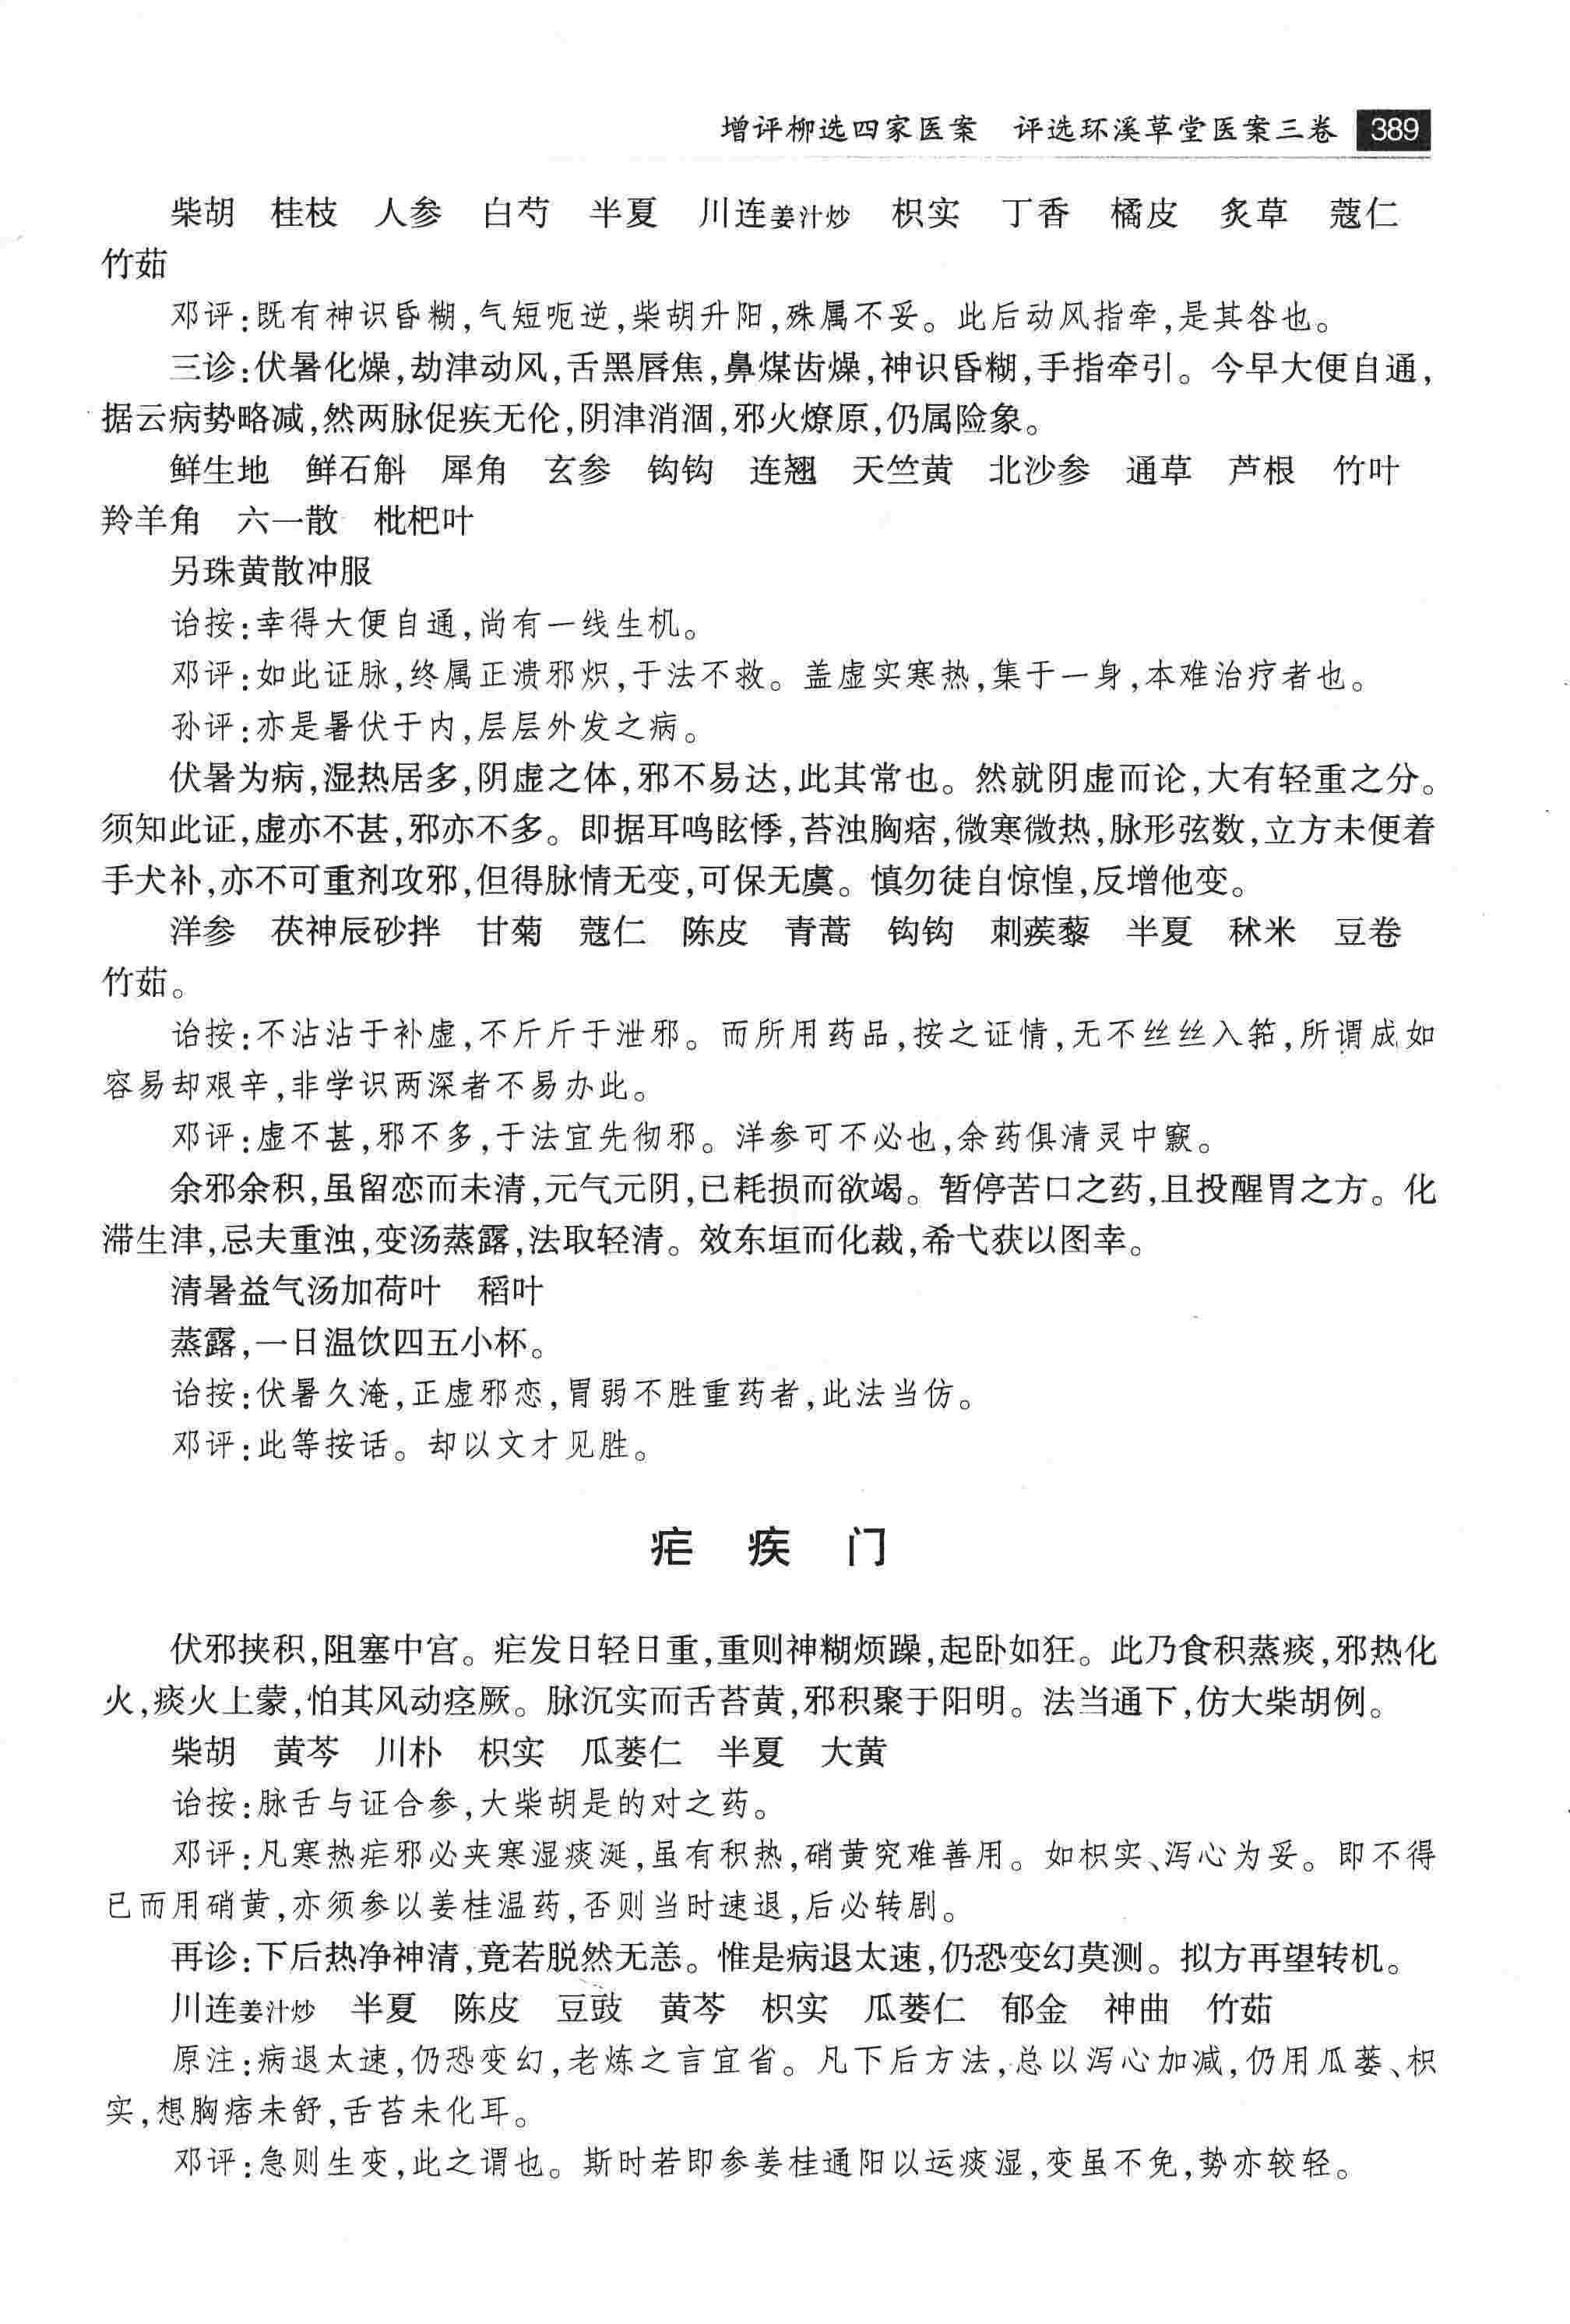 增评柳选四家医案　评选环溪草堂医案三卷 389
柴胡　桂枝　人参　白芍　半夏　川连姜汁炒　枳实　丁香　橘皮　炙草　蔻仁
竹茹
邓评:既有神识昏糊,气短呃逆,柴胡升阳,殊属不妥。此后动风指牵,是其咎也。
三诊:伏暑化燥,劫津动风,舌黑唇焦,鼻煤齿燥,神识昏糊,手指牵引。今早大便自通,
据云病势略减,然两脉促疾无伦,阴津消涸,邪火燎原,仍属险象。
鲜生地　鲜石斛　犀角　玄参　钩钩　连翘　天竺黄　北沙参　通草　芦根　竹叶
羚羊角　六一散　枇杷叶
另珠黄散冲服
诒按:幸得大便自通,尚有一线生机。
邓评:如此证脉,终属正溃邪炽,于法不救。盖虚实寒热,集于一身,本难治疗者也。
孙评:亦是暑伏于内,层层外发之病。
伏暑为病,湿热居多,阴虚之体,邪不易达,此其常也。然就阴虚而论,大有轻重之分。
须知此证,虚亦不甚,邪亦不多。即据耳鸣眩悸,苔浊胸痞,微寒微热,脉形弦数,立方未便着
手犬补,亦不可重剂攻邪,但得脉情无变,可保无虞。慎勿徒自惊惶,反增他变。
洋参　茯神辰砂拌　甘菊　蔻仁　陈皮　青蒿　钩钩　刺蒺藜　半夏　秫米　豆卷
竹茹。
诒按:不沾沾于补虚,不斤斤于泄邪。而所用药品,按之证情,无不丝丝入筘,所谓成如
容易却艰辛,非学识两深者不易办此。
邓评:虚不甚,邪不多,于法宜先彻邪。洋参可不必也,余药俱清灵中窾。
余邪余积,虽留恋而未清,元气元阴,已耗损而欲竭。暂停苦口之药,且投醒胃之方。化
滞生津,忌夫重浊,变汤蒸露,法取轻清。效东垣而化裁,希弋获以图幸。
清暑益气汤加荷叶　稻叶
蒸露,一日温饮四五小杯。
诒按:伏暑久淹,正虚邪恋,胃弱不胜重药者,此法当仿。
邓评:此等按话。却以文才见胜。
疟　疾　门
伏邪挟积,阻塞中宫。疟发日轻日重,重则神糊烦躁,起卧如狂。此乃食积蒸痰,邪热化
火,痰火上蒙,怕其风动痉厥。脉沉实而舌苔黄,邪积聚于阳明。法当通下,仿大柴胡例。
柴胡　黄芩　川朴　枳实　瓜蒌仁　半夏　大黄
诒按:脉舌与证合参,大柴胡是的对之药。
邓评:凡寒热疟邪必夹寒湿痰涎,虽有积热,硝黄究难善用。如枳实、泻心为妥。即不得
已而用硝黄,亦须参以姜桂温药,否则当时速退,后必转剧。
再诊:下后热净神清,竟若脱然无恙。惟是病退太速,仍恐变幻莫测。拟方再望转机。
川连姜汁炒　半夏　陈皮　豆豉　黄芩　枳实　瓜蒌仁　郁金　神曲　竹茹
原注:病退太速,仍恐变幻,老炼之言宜省。凡下后方法,总以泻心加减,仍用瓜蒌、枳
实,想胸痞未舒,舌苔未化耳。
邓评:急则生变,此之谓也。斯时若即参姜桂通阳以运痰湿,变虽不免,势亦较轻。